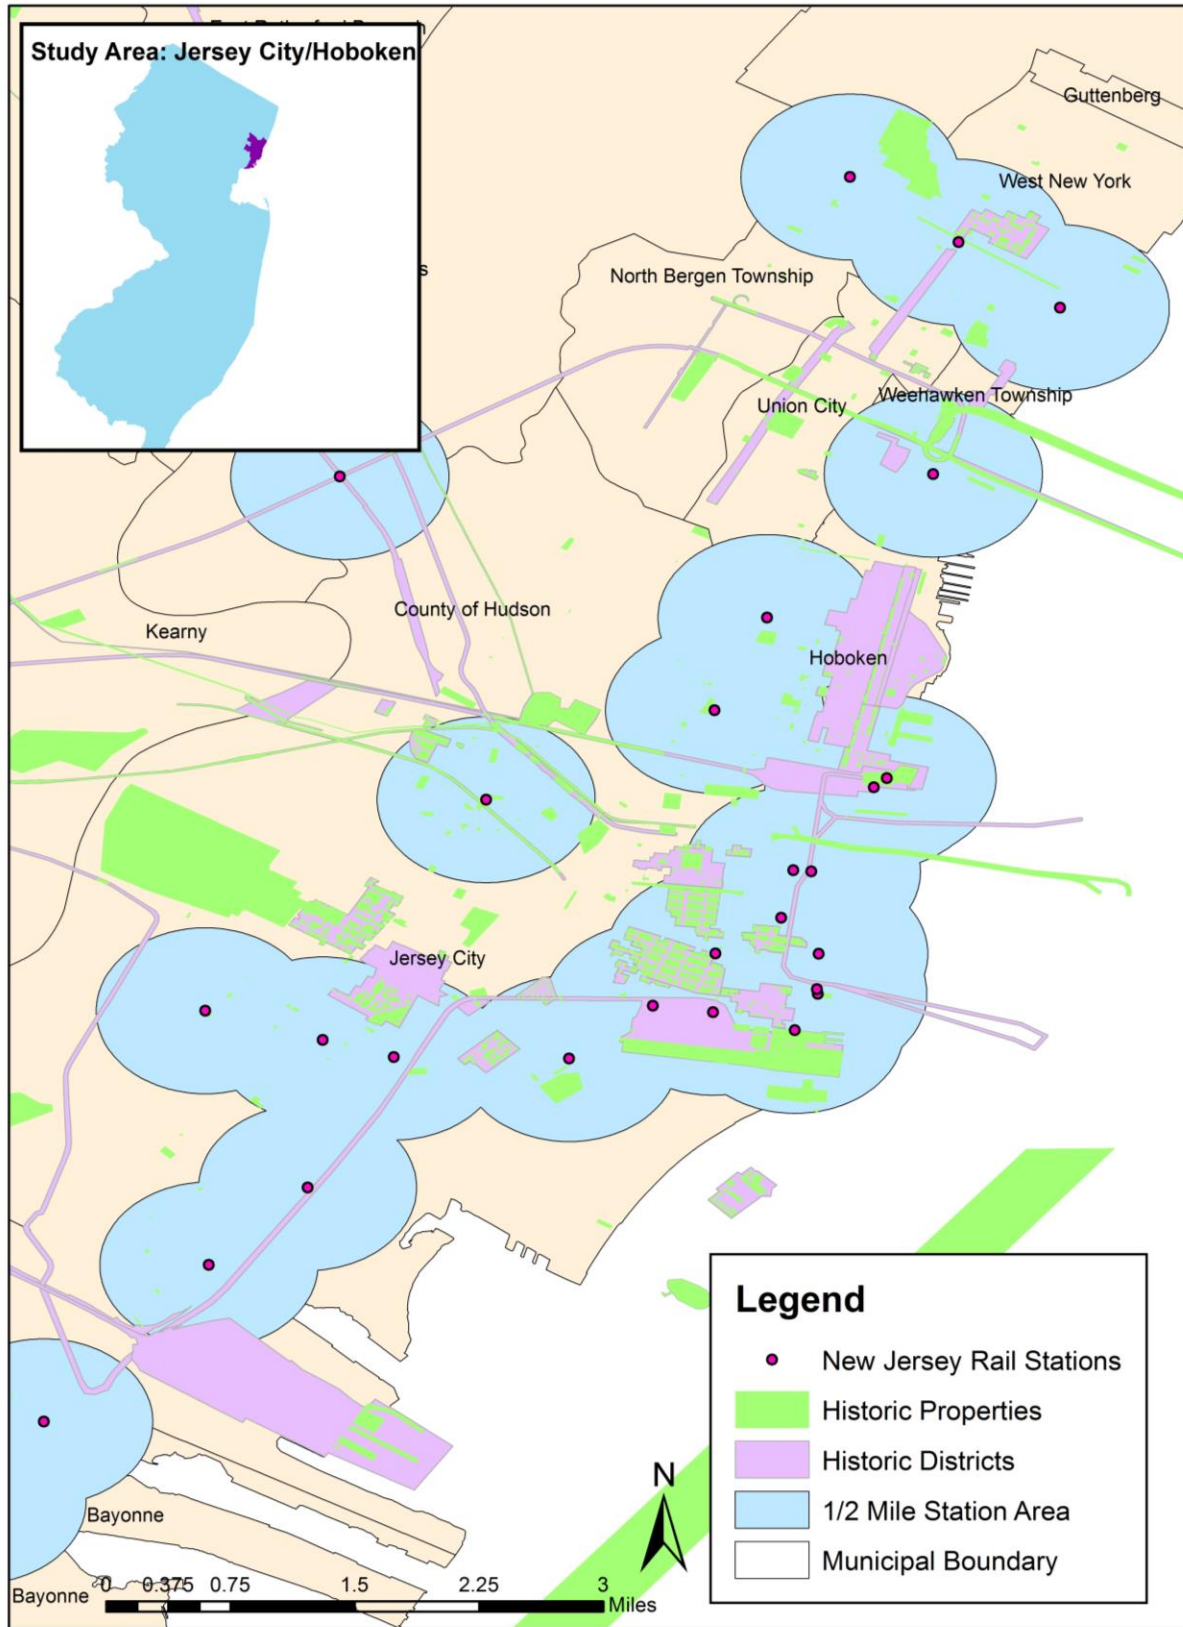 Study Area: Jersey City/Hoboken
Guttenberg
West New York
North Bergen Township
Union City
Weehawken Township
County of Hudson
Kearny
Hoboken
Jersey City
Legend
New Jersey Rail Stations
Historic Properties
Historic Districts
1/2 Mile Station Area
Municipal Boundary
N
Bayonne
Bayonne
0 0.375 0.75 1.5 2.25 3
Miles